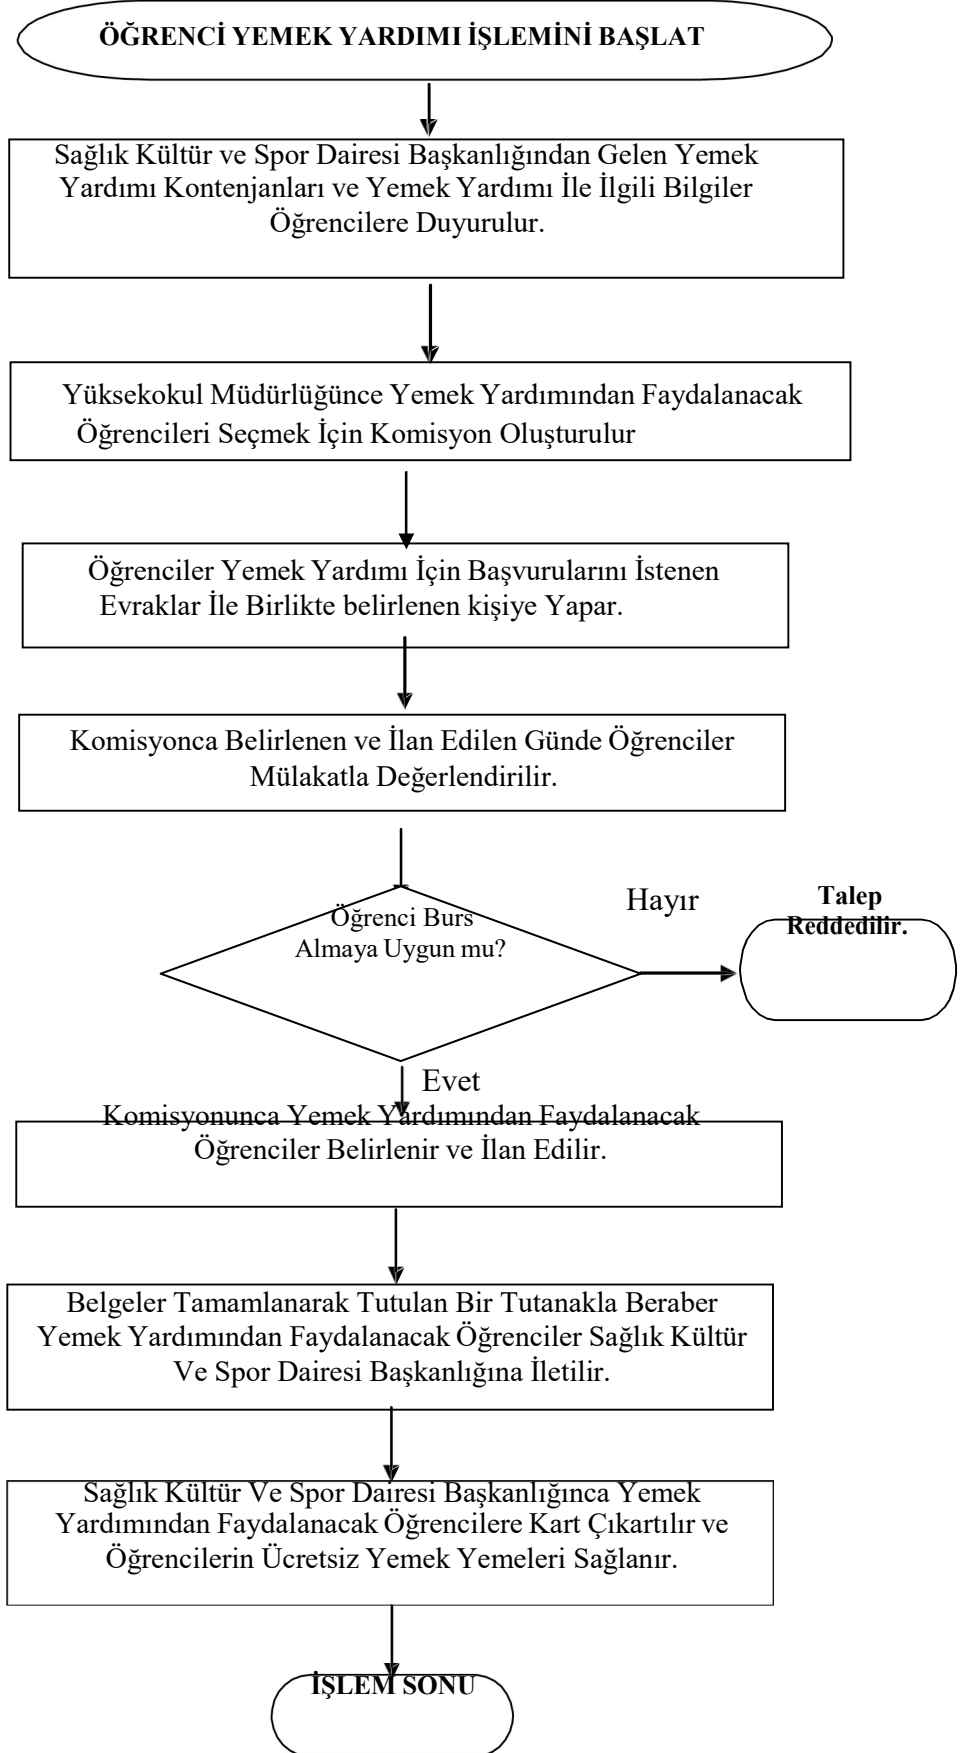 ÖĞRENCİ YEMEK YARDIMI İŞLEMİNİ BAŞLAT
Sağlık Kültür ve Spor Dairesi Başkanlığından Gelen Yemek
Yardımı Kontenjanları ve Yemek Yardımı İle İlgili Bilgiler
Öğrencilere Duyurulur.
Yüksekokul Müdürlüğünce Yemek Yardımından Faydalanacak
Öğrencileri Seçmek İçin Komisyon Oluşturulur
Öğrenciler Yemek Yardımı İçin Başvurularını İstenen
Evraklar İle Birlikte belirlenen kişiye Yapar.
Komisyonca Belirlenen ve İlan Edilen Günde Öğrenciler
Mülakatla Değerlendirilir.
Öğrenci Burs
Almaya Uygun mu?
Hayır
Talep
Reddedilir.
Evet
Komisyonunca Yemek Yardımından Faydalanacak
Öğrenciler Belirlenir ve İlan Edilir.
Belgeler Tamamlanarak Tutulan Bir Tutanakla Beraber
Yemek Yardımından Faydalanacak Öğrenciler Sağlık Kültür
Ve Spor Dairesi Başkanlığına İletilir.
Sağlık Kültür Ve Spor Dairesi Başkanlığınca Yemek
Yardımından Faydalanacak Öğrencilere Kart Çıkartılır ve
Öğrencilerin Ücretsiz Yemek Yemeleri Sağlanır.
İŞLEM SONU